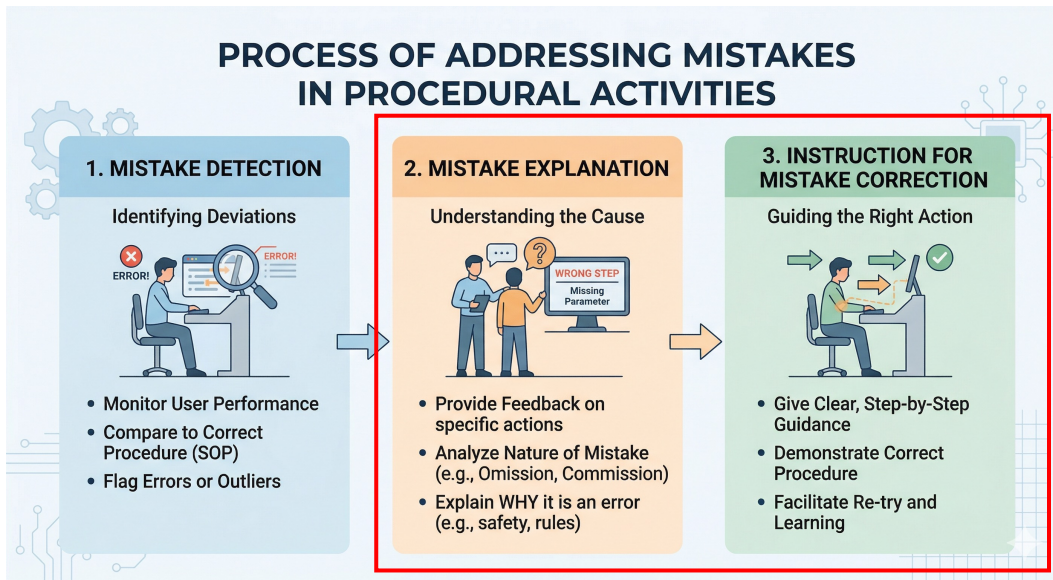 PROCESS OF ADDRESSING MISTAKES
IN PROCEDURAL ACTIVITIES
1. MISTAKE DETECTION
Identifying Deviations
ERROR!
ERROR!
• Monitor User Performance
• Compare to Correct
Procedure (SOP)
• Flag Errors or Outliers
2. MISTAKE EXPLANATION
Understanding the Cause
?
WRONG STEP
Missing
Parameter
• Provide Feedback on
specific actions
• Analyze Nature of Mistake
(e.g., Omission, Commission)
• Explain WHY it is an error
(e.g., safety, rules)
3. INSTRUCTION FOR
MISTAKE CORRECTION
Guiding the Right Action
• Give Clear, Step-by-Step
Guidance
• Demonstrate Correct
Procedure
• Facilitate Re-try and
Learning